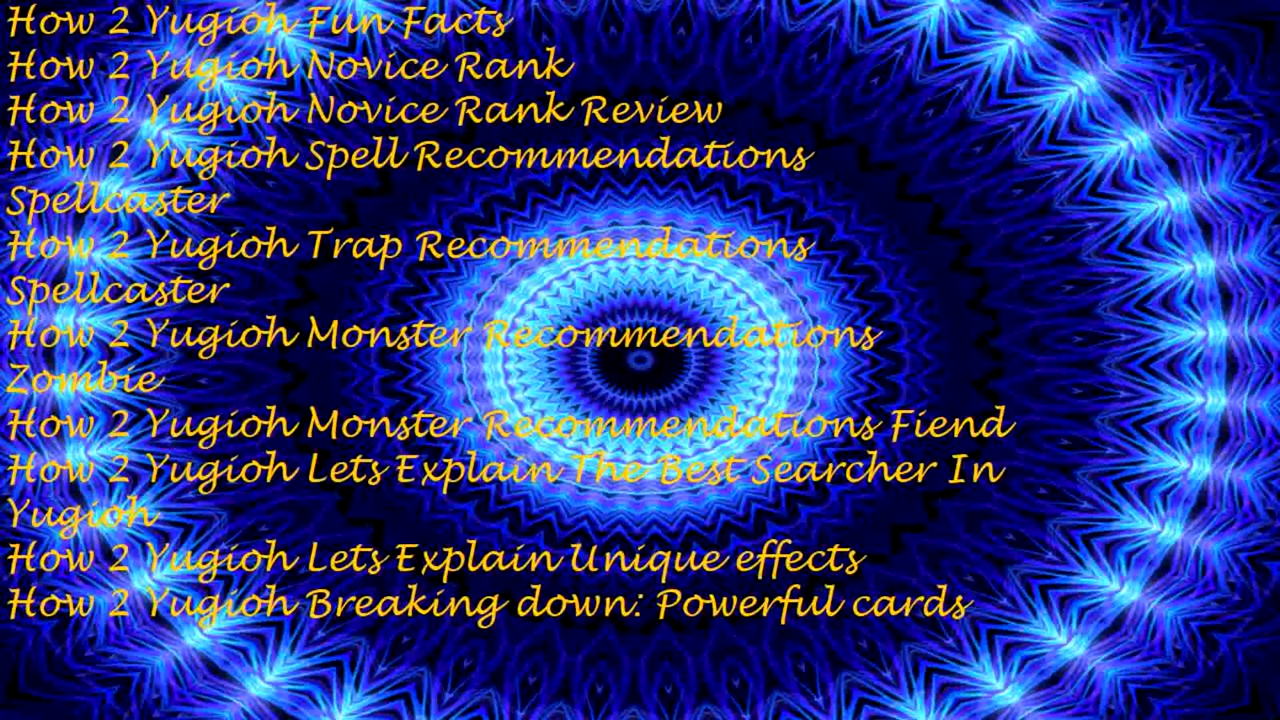 How 2 Yugioh Fun Facts
How 2 Yugioh Novice Rank
How 2 Yugioh Novice Rank Review
How 2 Yugioh Spell Recommendations
Spellcaster
How 2 Yugioh Trap Recommendations
Spellcaster
How 2 Yugioh Monster Recommendations
Zombie
How 2 Yugioh Monster Recommendations Fiend
How 2 Yugioh Lets Explain The Best Searcher In
Yugioh
How 2 Yugioh Lets Explain Unique effects
How 2 Yugioh Breaking down: Powerful cards